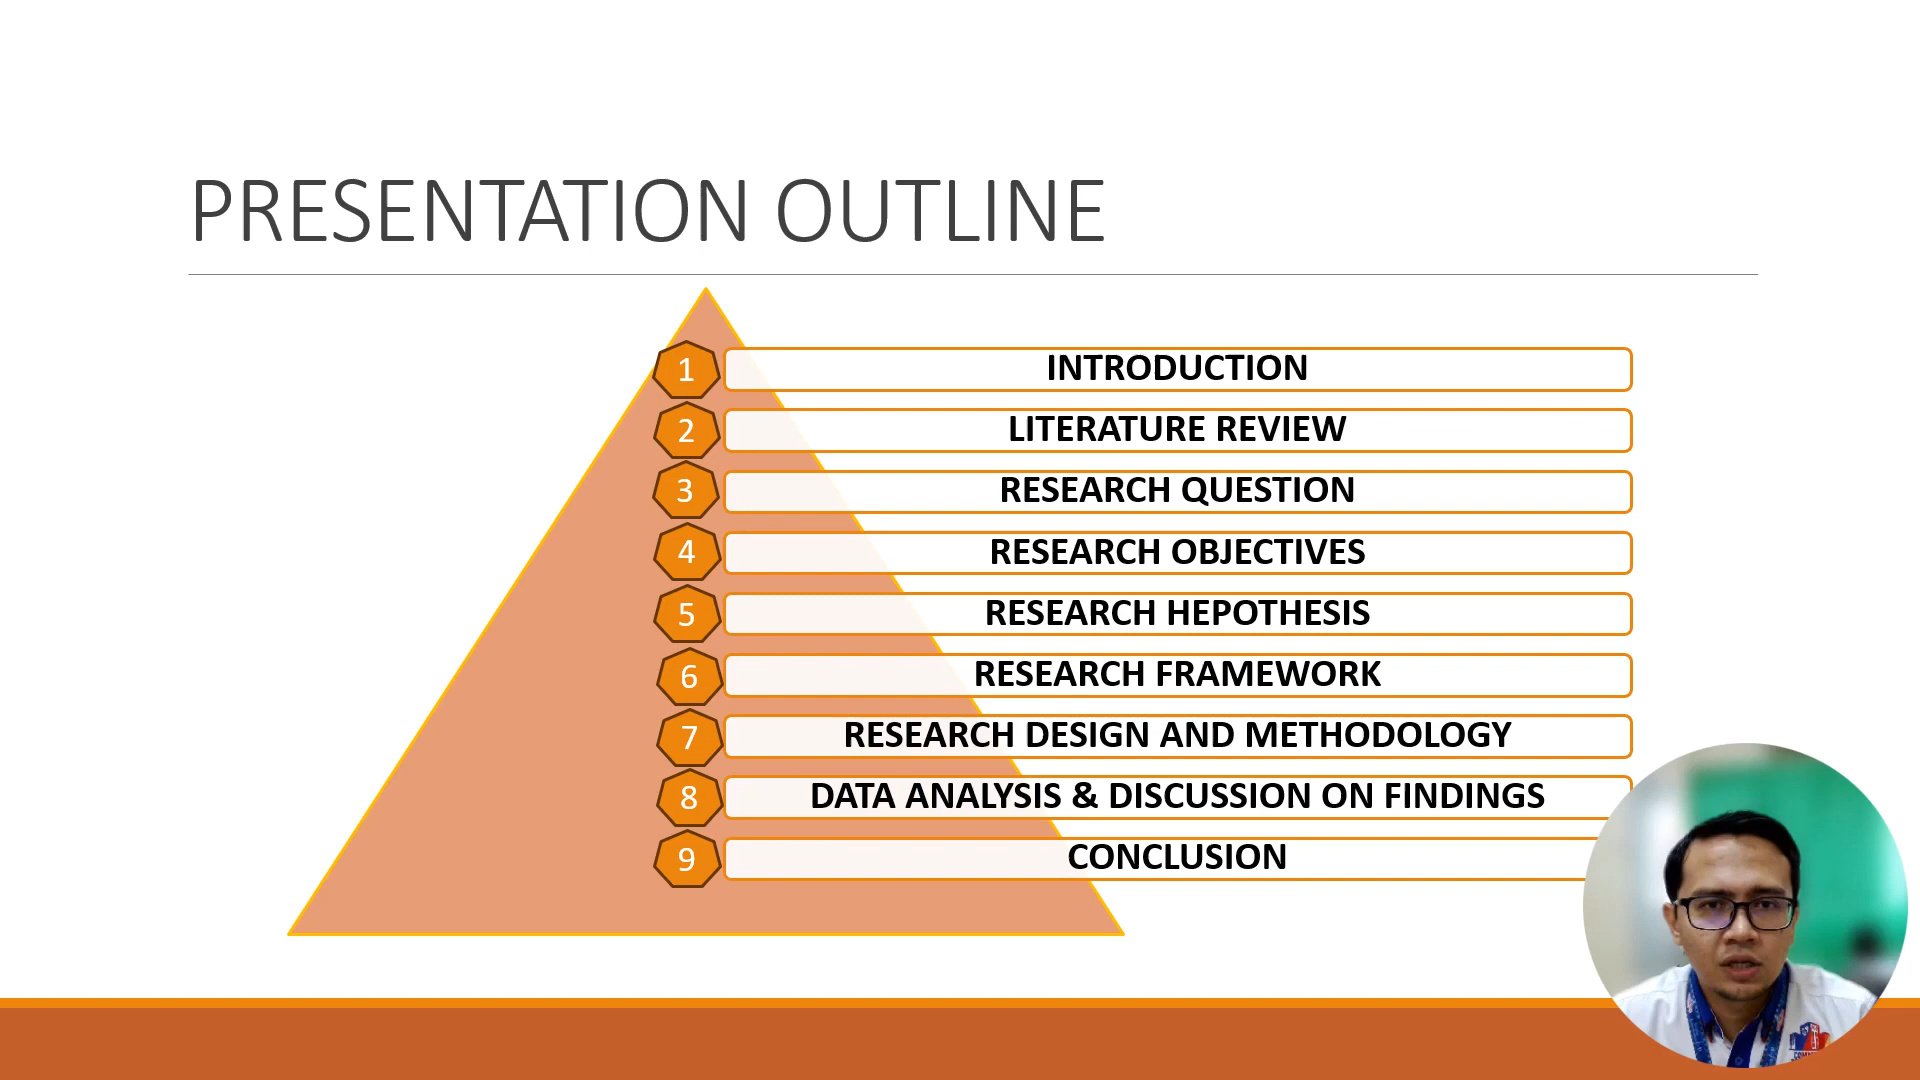 PRESENTATION OUTLINE
1 INTRODUCTION
2 LITERATURE REVIEW
3 RESEARCH QUESTION
4 RESEARCH OBJECTIVES
5 RESEARCH HEPOTHESIS
6 RESEARCH FRAMEWORK
7 RESEARCH DESIGN AND METHODOLOGY
8 DATA ANALYSIS & DISCUSSION ON FINDINGS
9 CONCLUSION